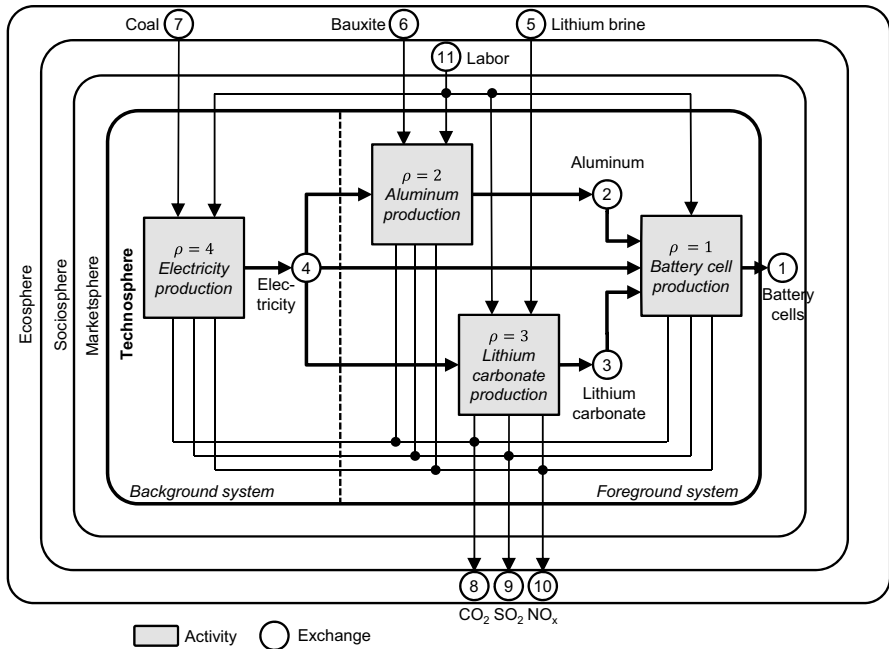 Coal 7
Bauxite 6
5 Lithium brine
11 Labor
Ecosphere
Sociosphere
Marketsphere
Technosphere
ρ = 4
Electricity
production
4
Elec-
tricity
ρ = 2
Aluminum
production
Aluminum
2
ρ = 3
Lithium
carbonate
production
3
Lithium
carbonate
ρ = 1
Battery cell
production
1
Battery
cells
Background system
Foreground system
8 9 10
CO₂ SO₂ NOₓ
Activity Exchange